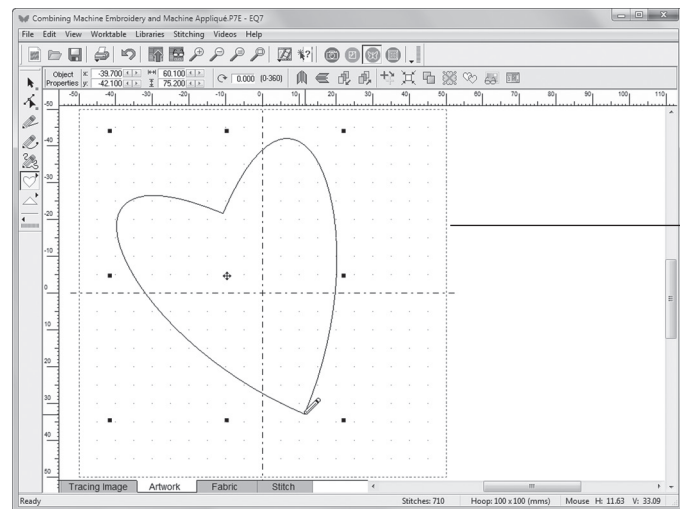 Combining Machine Embroidery and Machine Appliqué.P7E - EQ7
File Edit View Worktable Libraries Stitching Videos Help
Object x: -39.700 60.100 0.000 [0-360]
Properties y: -42.100 75.200
-50 -40 -30 -20 -10 0 10 20 30 40 50 60 70 80 90 100 110
-50
-40
-30
-20
-10
0
10
20
30
40
50
Tracing Image Artwork Fabric Stitch
Ready Stitches: 710 Hoop: 100 x 100 (mms) Mouse H: 11.63 V: 33.09